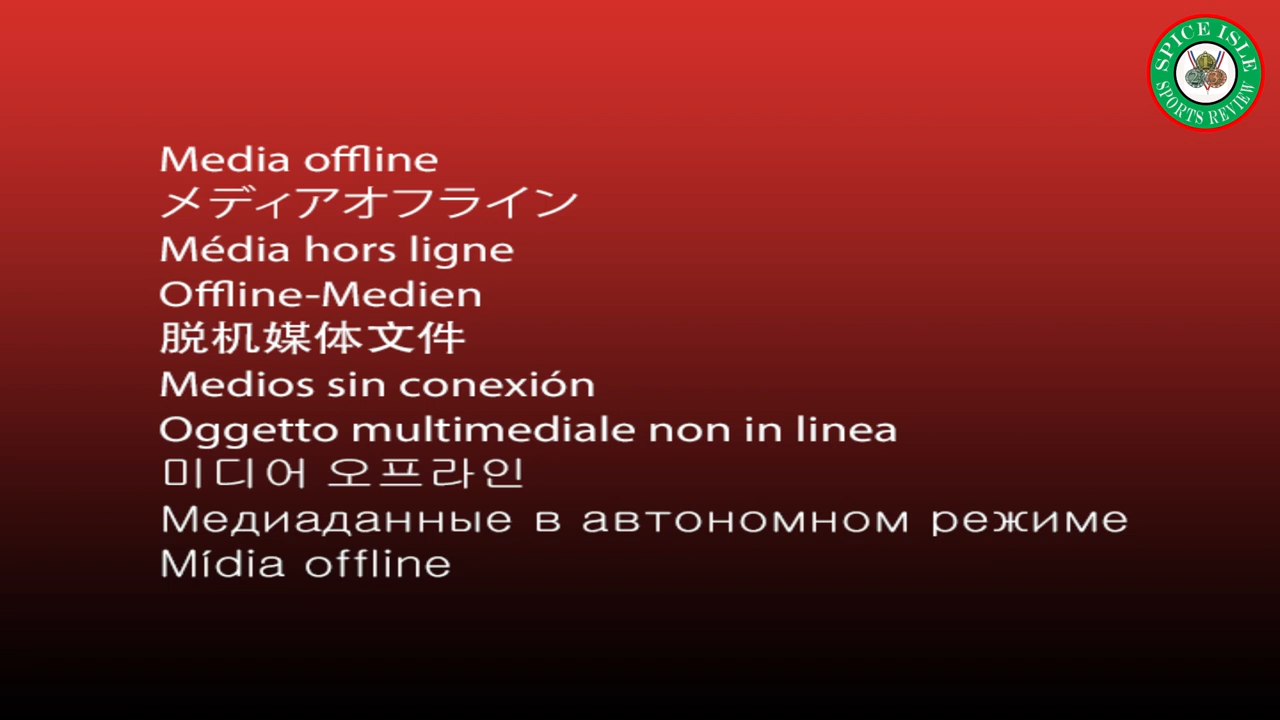 SPICE ISLE
SPORTS REVIEW
Media offline
メディアオフライン
Média hors ligne
Offline-Medien
脱机媒体文件
Medios sin conexión
Oggetto multimediale non in linea
미디어 오프라인
Медиаданные в автономном режиме
Mídia offline